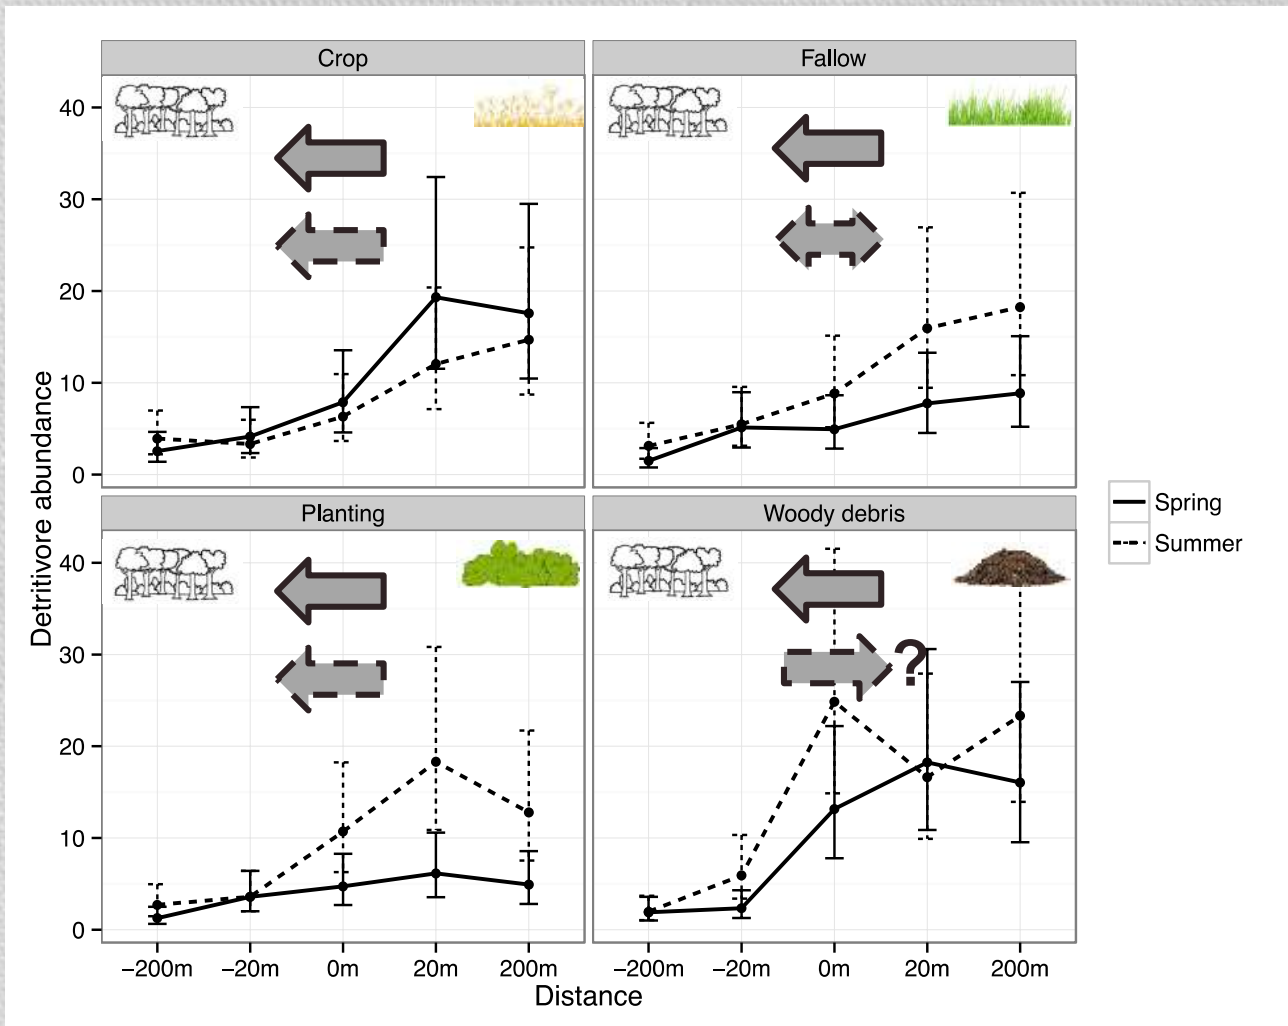 Crop
Fallow
40
30
20
10
0
Planting
Woody debris
40
30
20
10
0
?
−200m
−20m
0m
20m
200m
−200m
−20m
0m
20m
200m
Distance
Detritivore abundance
Spring
Summer